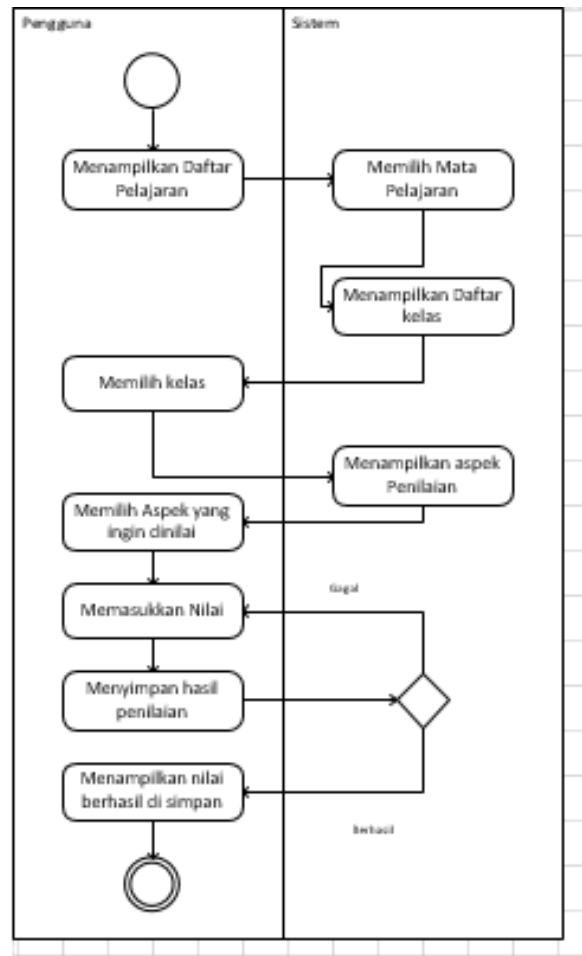 Pengguna
Sistem
Menampilkan Daftar
Pelajaran
Memilih Mata
Pelajaran
Menampilkan Daftar
kelas
Memilih kelas
Menampilkan aspek
Penilaian
Memilih Aspek yang
ingin dinilai
Gagal
Memasukkan Nilai
Menyimpan hasil
penilaian
Menampilkan nilai
berhasil di simpan
Berhasil